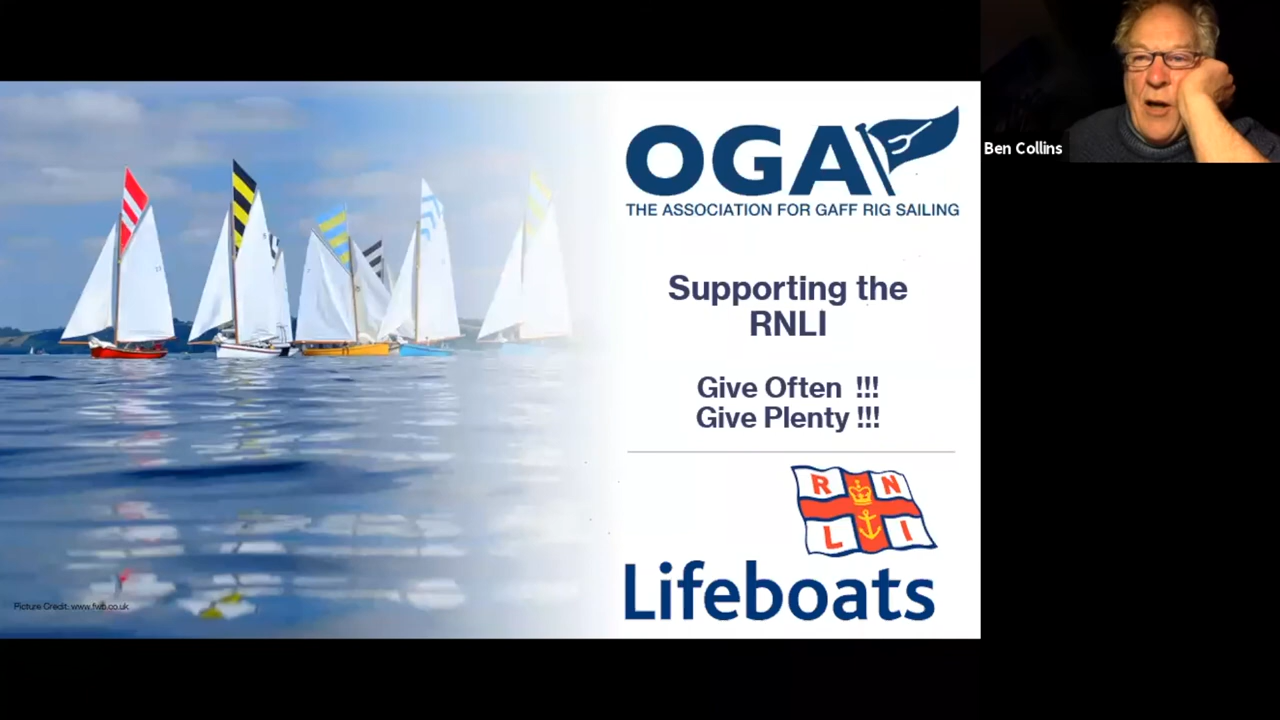 OGA
THE ASSOCIATION FOR GAFF RIG SAILING
Ben Collins
Supporting the
RNLI
Give Often !!!
Give Plenty !!!
R N
L I
Lifeboats
Picture Credit: www.fwb.co.uk